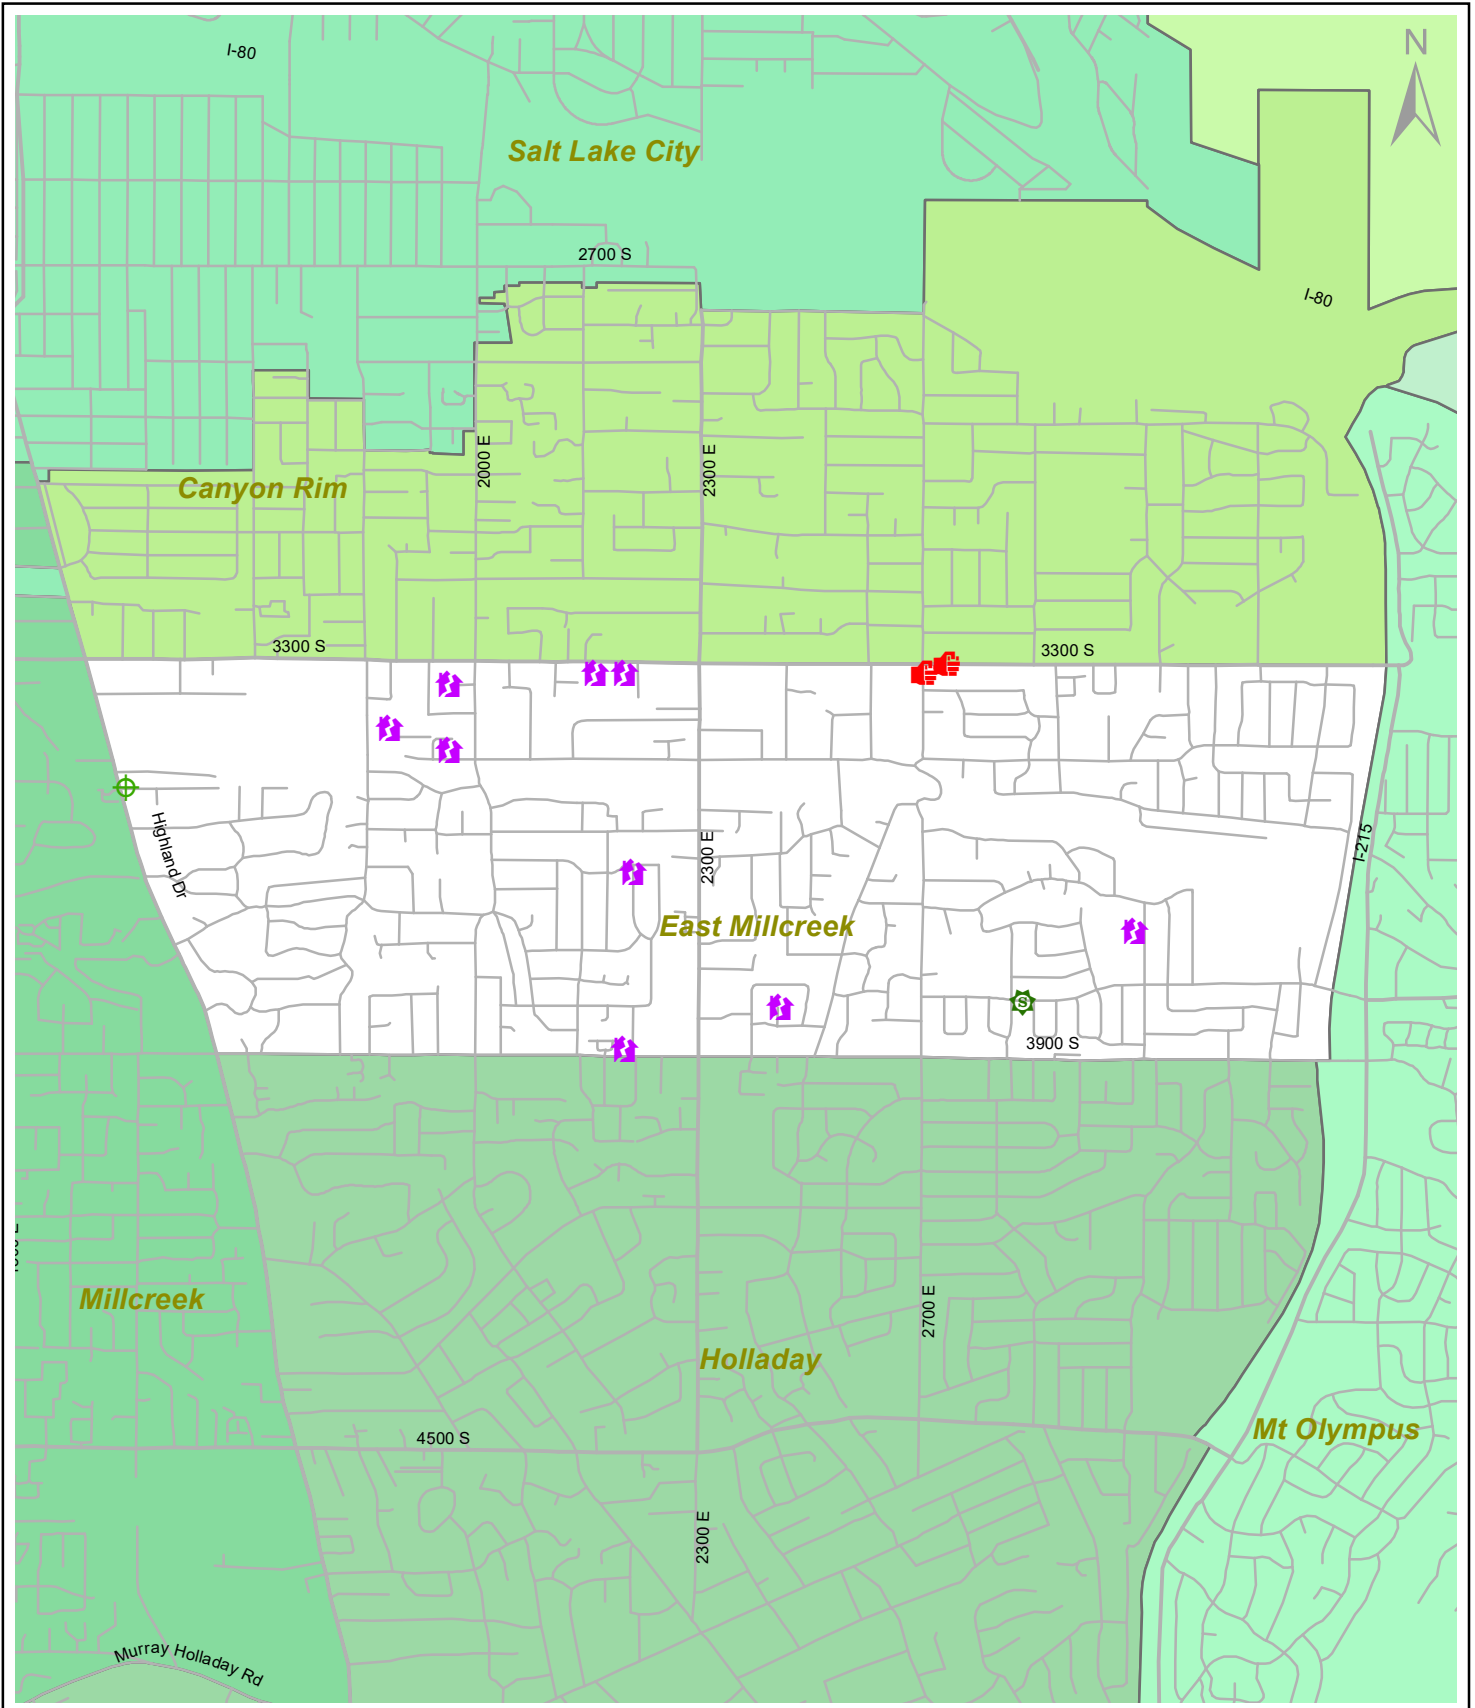 I-80
N
Salt Lake City
2700 S
I-80
2000 E
2300 E
Canyon Rim
3300 S
3300 S
Highland Dr
2300 E
I-215
East Millcreek
S
3900 S
Millcreek
2700 E
Holladay
Mt Olympus
4500 S
2300 E
Murray Holladay Rd